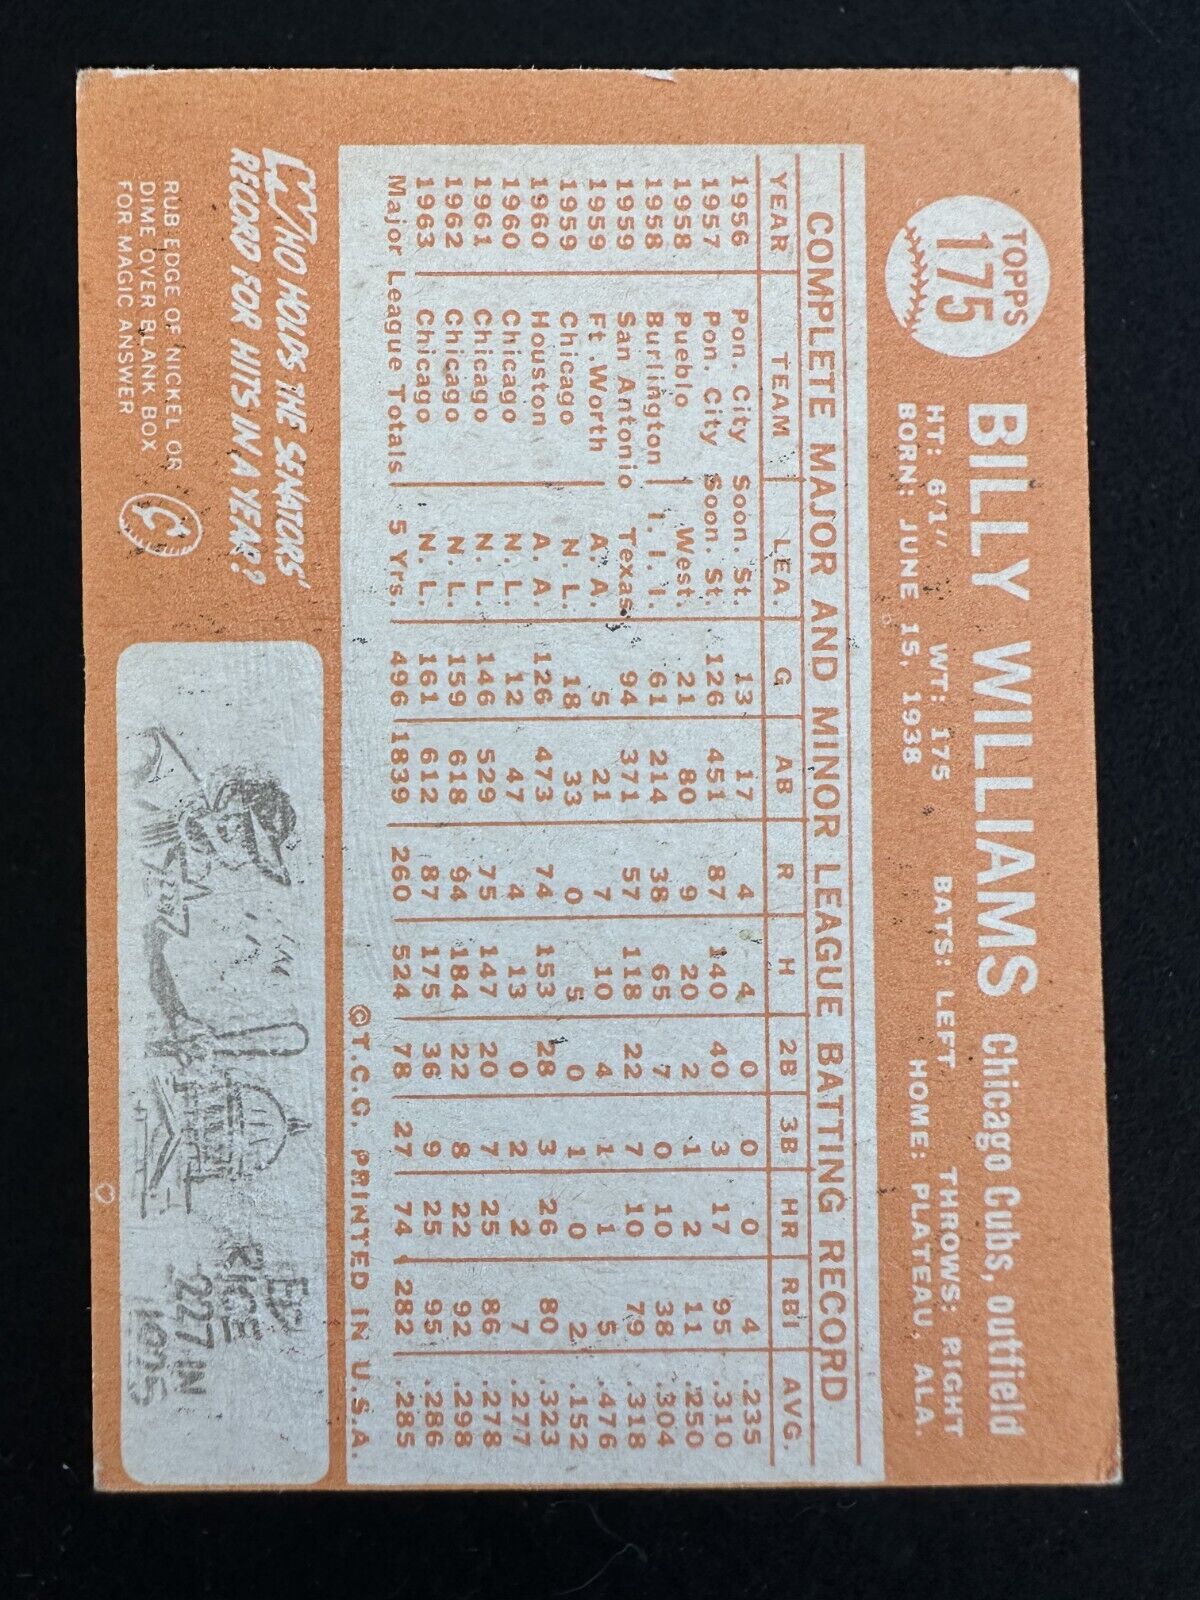 TOPPS
175
BILLY WILLIAMS Chicago Cubs, outfield
HT: 6'1" WT: 175 BATS: LEFT THROWS: RIGHT
BORN: JUNE 15, 1938 HOME: PLATEAU, ALA.
COMPLETE MAJOR AND MINOR LEAGUE BATTING RECORD
YEAR TEAM LEA. G AB R H 2B 3B HR RBI AVG.
1956 Pon. City Soon. St. 13 17 4 4 0 0 0 4 .235
1957 Pon. City Soon. St. 126 451 87 140 40 3 17 95 .310
1958 Pueblo West. 21 80 9 20 2 1 2 11 .250
1958 Burlington I. I. I. 61 214 38 65 7 0 10 38 .304
1959 San Antonio Texas 94 371 57 118 22 7 10 79 .318
1959 Ft. Worth A. A. 5 21 7 10 4 1 1 5 .476
1959 Chicago N. L. 18 33 0 5 0 1 0 2 .152
1960 Houston A. A. 126 473 74 153 28 3 26 80 .323
1960 Chicago N. L. 12 47 4 13 0 2 2 7 .277
1961 Chicago N. L. 146 529 75 147 20 7 25 86 .278
1962 Chicago N. L. 159 618 94 184 22 8 22 92 .298
1963 Chicago N. L. 161 612 87 175 36 9 25 95 .286
Major League Totals 5 Yrs. 496 1839 260 524 78 27 74 282 .285
©T.C.G. PRINTED IN U.S.A.
WHO HOLDS THE SENATORS'
RECORD FOR HITS IN A YEAR?
RUB EDGE OF NICKEL OR
DIME OVER BLANK BOX
FOR MAGIC ANSWER
C
RICE
227 IN